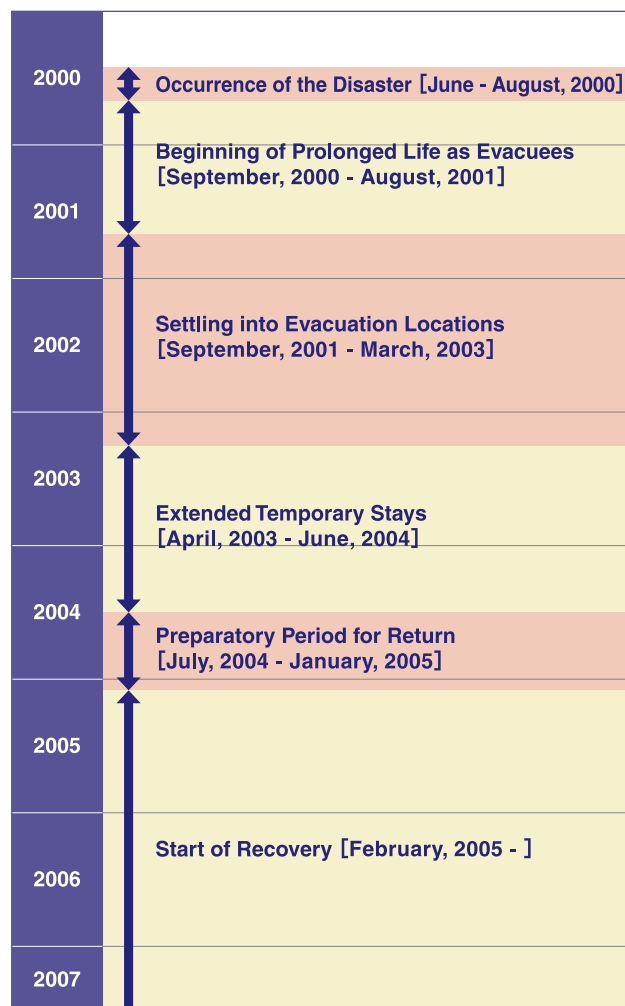 2000
Occurrence of the Disaster [June - August, 2000]
Beginning of Prolonged Life as Evacuees
[September, 2000 - August, 2001]
2001
Settling into Evacuation Locations
[September, 2001 - March, 2003]
2002
2003
Extended Temporary Stays
[April, 2003 - June, 2004]
2004
Preparatory Period for Return
[July, 2004 - January, 2005]
2005
Start of Recovery [February, 2005 - ]
2006
2007